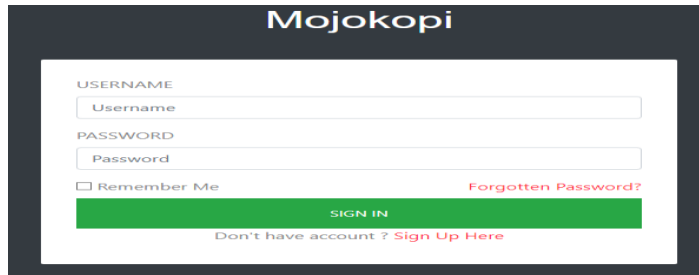 Mojokopi
USERNAME
Username
PASSWORD
Password
Remember Me Forgotten Password?
SIGN IN
Don't have account ? Sign Up Here